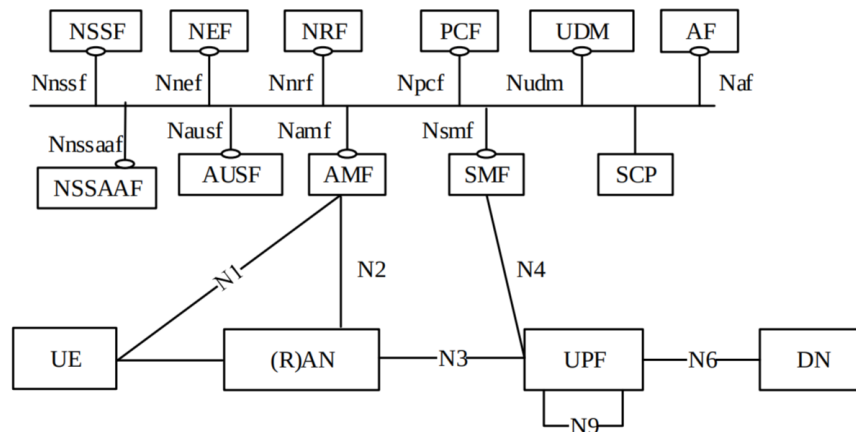 NSSF NEF NRF PCF UDM AF
Nnssf Nnef Nnrf Npcf Nudm Naf
Nnssaaf Nausf Namf Nsmf
NSSAAF AUSF AMF SMF SCP
N1 N2 N4
UE (R)AN N3 UPF N6 DN
N9